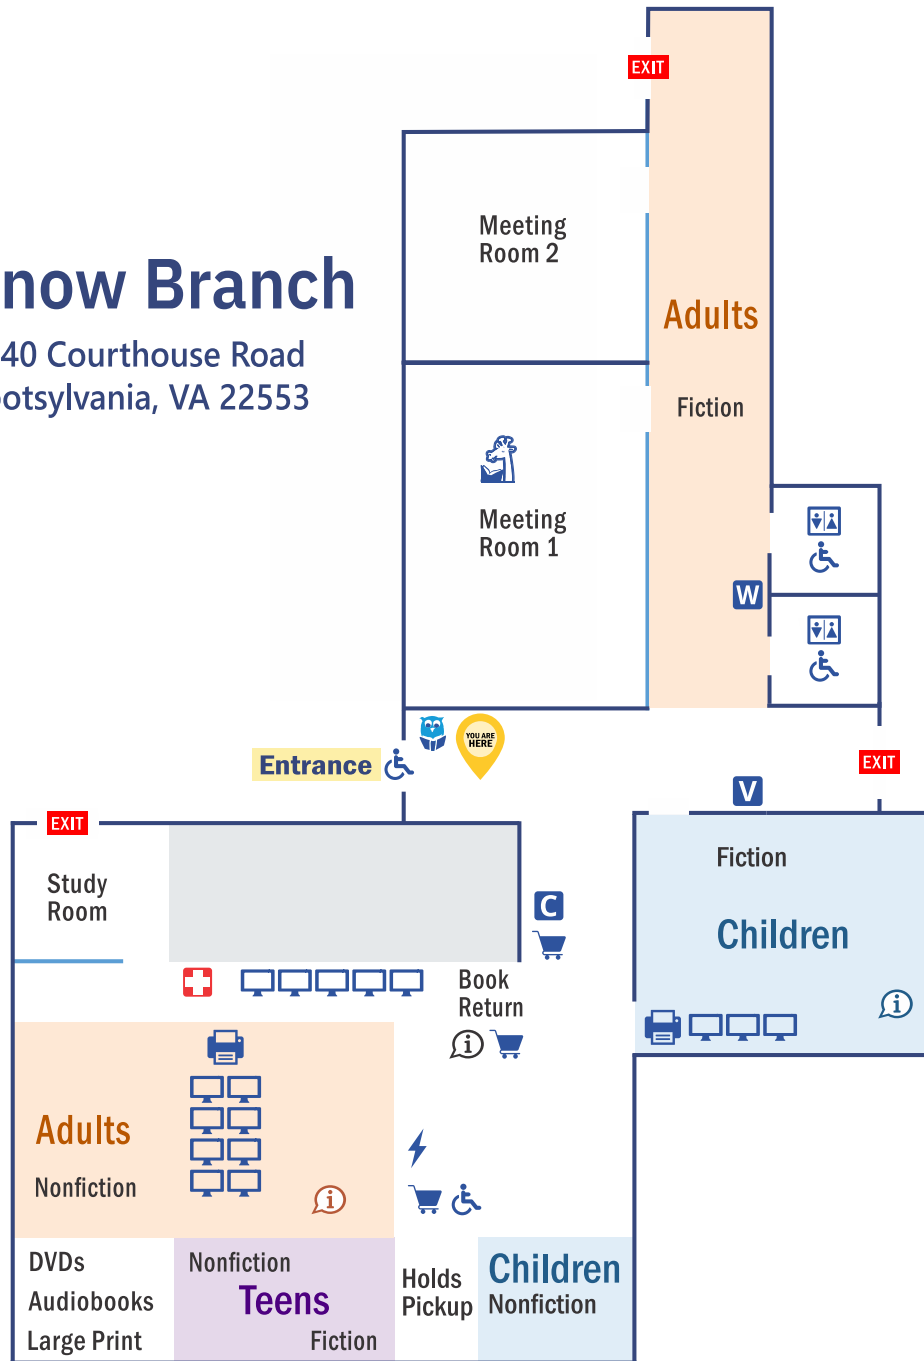 EXIT
Meeting
Room 2
now Branch
40 Courthouse Road
otsylvania, VA 22553
Adults
Fiction
Meeting
Room 1
W
YOU ARE
HERE
Entrance
EXIT
V
EXIT
Study
Room
Fiction
C
Children
Book
Return
i
i
Adults
Nonfiction
i
DVDs
Audiobooks
Large Print
Nonfiction
Teens
Fiction
Holds
Pickup
Children
Nonfiction